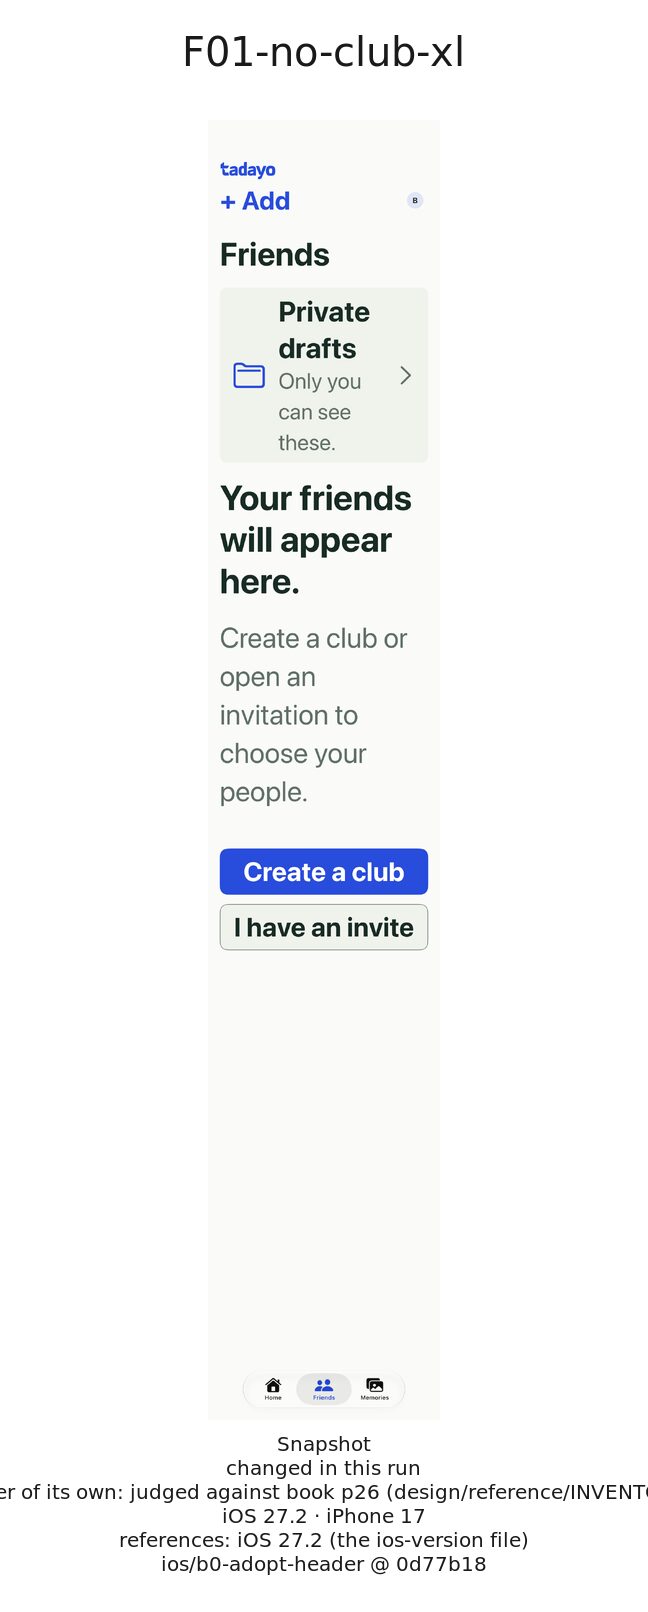 F01-no-club-xl
tadayo
+ Add
B
Friends
Private
drafts
Only you
can see
these.
Your friends
will appear
here.
Create a club or
open an
invitation to
choose your
people.
Create a club
I have an invite
Home
Friends
Memories
Snapshot
changed in this run
of its own: judged against book p26 (design/reference/
iOS 27.2 · iPhone 17
references: iOS 27.2 (the ios-version file)
ios/b0-adopt-header @ 0d77b18